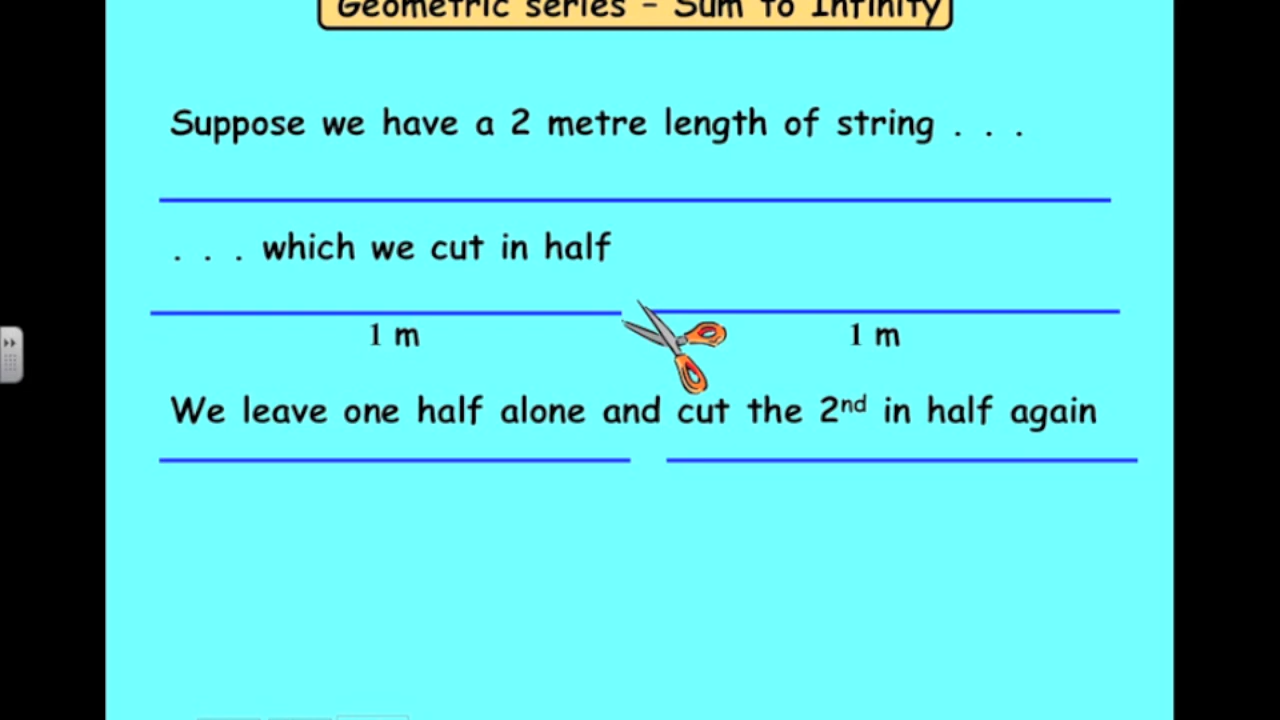 Geometric series – Sum to Infinity
Suppose we have a 2 metre length of string . . .
. . . which we cut in half
1 m 1 m
We leave one half alone and cut the 2nd in half again